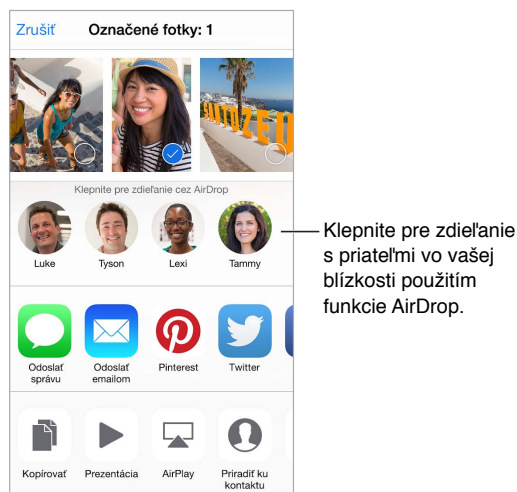 Zrušiť Označené fotky: 1
SANTOZEU
Klepnite pre zdieľanie cez AirDrop
Luke Tyson Lexi Tammy
Klepnite pre zdieľanie
s priateľmi vo vašej
blízkosti použitím
funkcie AirDrop.
Odoslať
správu
Odoslať
emailom
Pinterest
Twitter
Kopírovať
Prezentácia
AirPlay
Priradiť ku
kontaktu